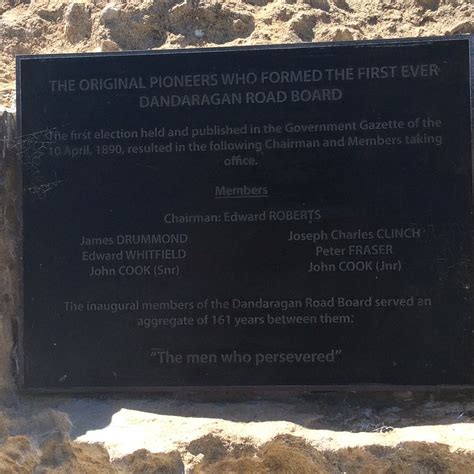 THE ORIGINAL PIONEERS WHO FORMED THE FIRST EVER
DANDARAGAN ROAD BOARD
The first election held and published in the Government Gazette of the
10 April, 1890, resulted in the following Chairman and Members taking
office.
Members
Chairman: Edward ROBERTS
James DRUMMOND
Edward WHITFIELD
John COOK (Snr)
Joseph Charles CLINCH
Peter FRASER
John COOK (Jnr)
The inaugural members of the Dandaragan Road Board served an
aggregate of 161 years between them:
"The men who persevered"